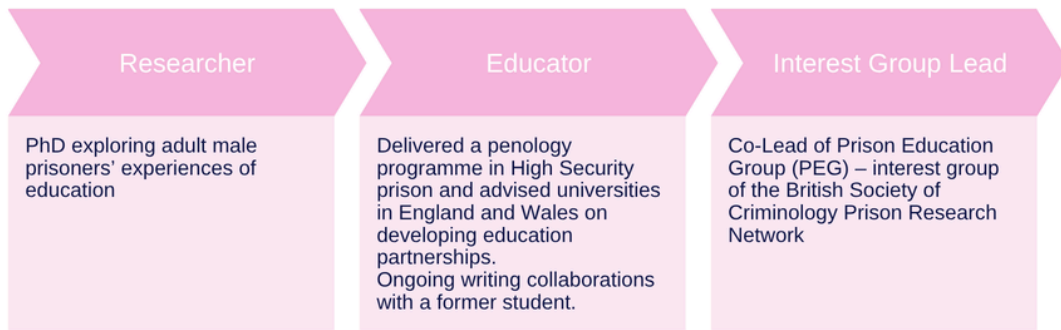 Researcher
PhD exploring adult male
prisoners’ experiences of
education
Educator
Delivered a penology
programme in High Security
prison and advised universities
in England and Wales on
developing education
partnerships.
Ongoing writing collaborations
with a former student.
Interest Group Lead
Co-Lead of Prison Education
Group (PEG) – interest group
of the British Society of
Criminology Prison Research
Network